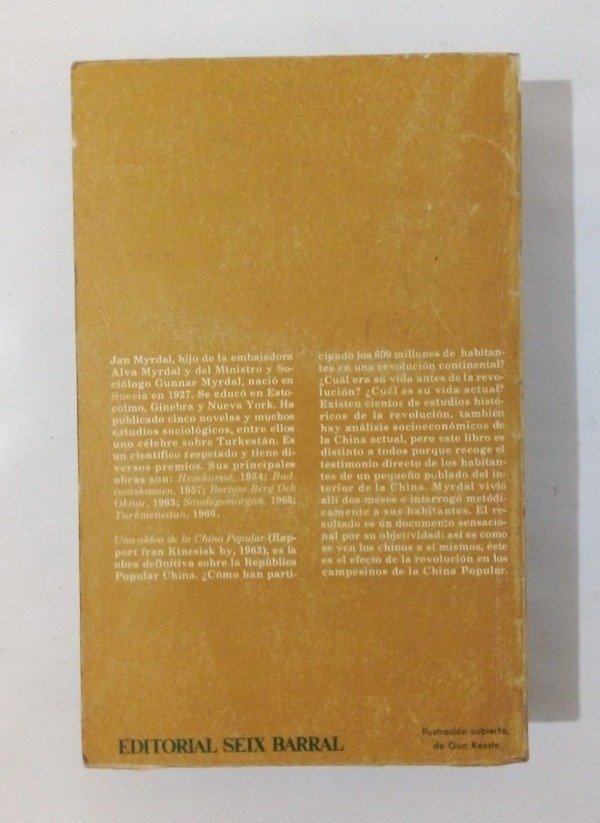 Jan Myrdal, hijo de la embajadora
Alva Myrdal y del Ministro y So-
ciólogo Gunnar Myrdal, nació en
Suecia en 1927. Se educó en Esto-
colmo, Ginebra y Nueva York. Ha
publicado cinco novelas y muchos
estudios sociológicos, entre ellos
uno célebre sobre Turkestán. Es
un científico respetado y tiene di-
versos premios. Sus principales
obras son: Hemkomst, 1954; Bad
rumskranen, 1957; Bortom Berg Och
Oknar, 1963; Sondagsmorgon, 1965;
Turkmenistan, 1966.
Una aldea de la China Popular (Rap-
port fran Kinesisk by, 1963), es la
obra definitiva sobre la República
Popular China. ¿Cómo han parti-
cipado los 600 millones de habitan-
tes en una revolución continental?
¿Cuál era su vida antes de la revo-
lución? ¿Cuál es su vida actual?
Existen cientos de estudios histó-
ricos de la revolución, también
hay análisis socioeconómicos de
la China actual, pero este libro es
distinto a todos porque recoge el
testimonio directo de los habitan-
tes de un pequeño poblado del in-
terior de la China. Myrdal vivió
allí dos meses e interrogó metódi-
camente a sus habitantes. El re-
sultado es un documento sensacio-
nal por su objetividad: así es como
se ven los chinos a sí mismos, éste
es el efecto de la revolución en los
campesinos de la China Popular.
EDITORIAL SEIX BARRAL
Ilustración cubierta,
de Gun Kessle